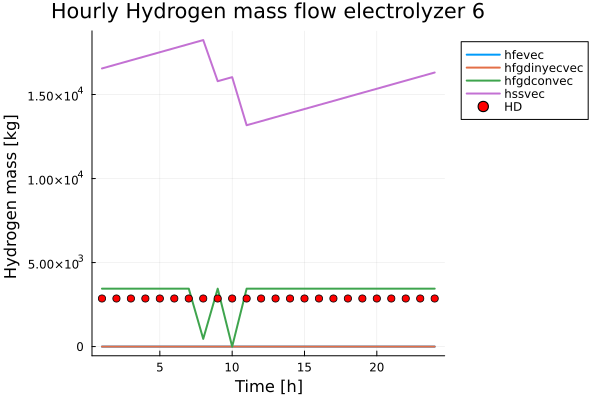 Hourly Hydrogen mass flow electrolyzer 6
Hydrogen mass [kg]
1.50×10⁴
1.00×10⁴
5.00×10³
0
5 10 15 20
Time [h]
hfevec
hfgdinyecvec
hfgdconvec
hssvec
HD